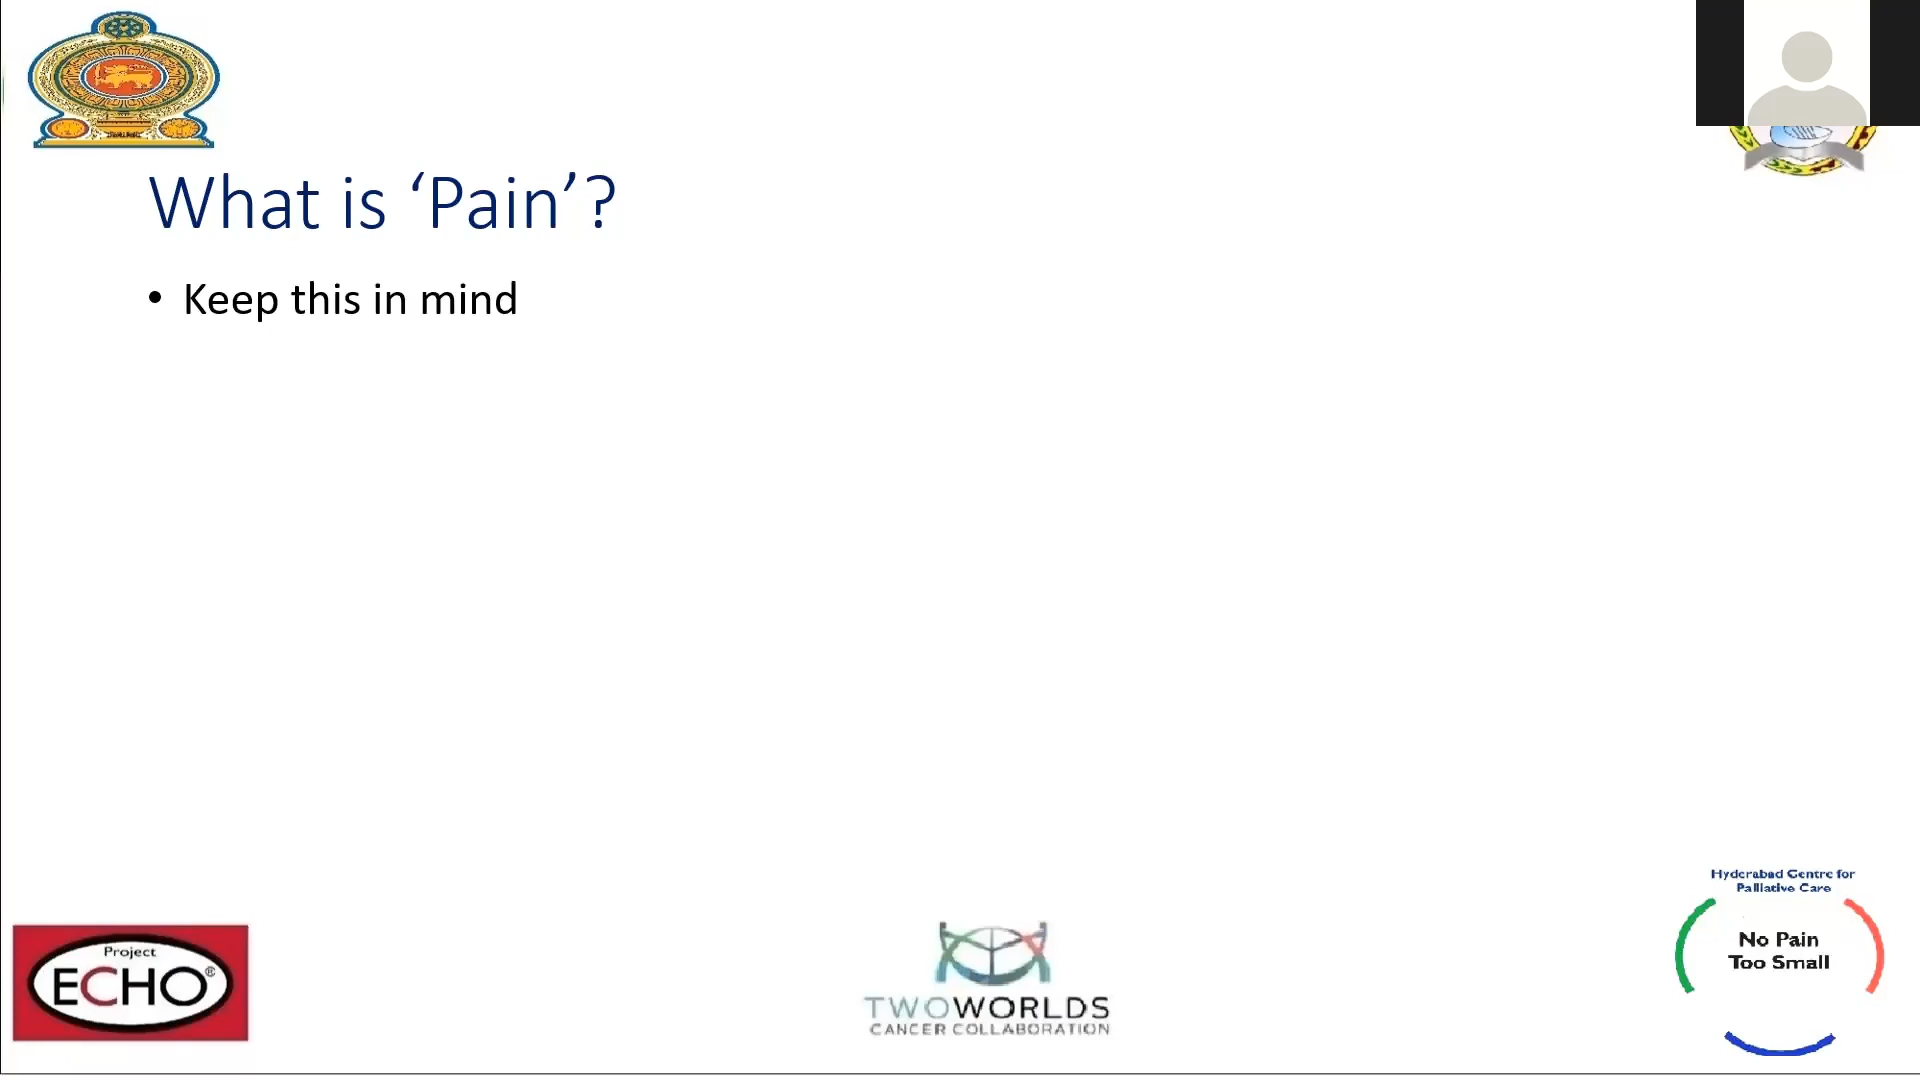 What is ‘Pain’?
• Keep this in mind
Project
ECHO®
TWOWORLDS
CANCER COLLABORATION
Hyderabad Centre for
Palliative Care
No Pain
Too Small